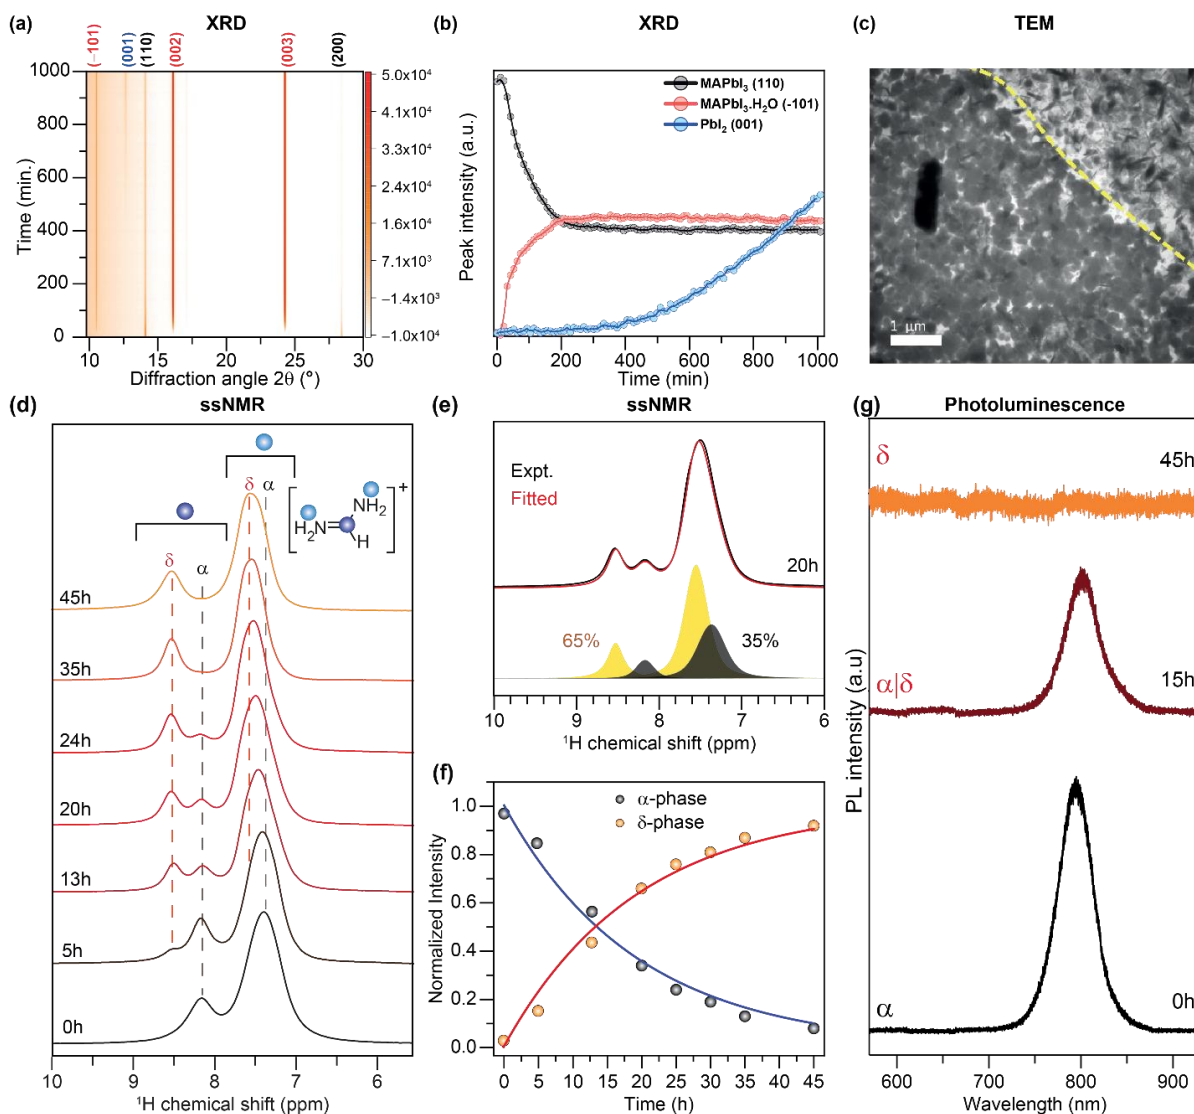 (a)
XRD
(−101)
(001)
(110)
(002)
(003)
(200)
1000
800
600
400
200
0
Time (min.)
10
15
20
25
30
Diffraction angle 2θ (°)
5.0x10⁴
4.1x10⁴
3.3x10⁴
2.4x10⁴
1.6x10⁴
7.1x10³
−1.4x10³
−1.0x10⁴
(b)
XRD
MAPbI₃ (110)
MAPbI₃.H₂O (-101)
PbI₂ (001)
Peak intensity (a.u.)
0
200
400
600
800
1000
Time (min)
(c)
TEM
1 μm
(d)
ssNMR
δ
α
δ
α
[H₂N=C(H)NH₂]⁺
45h
35h
24h
20h
13h
5h
0h
10
9
8
7
6
¹H chemical shift (ppm)
(e)
ssNMR
Expt.
Fitted
20h
65%
35%
10
9
8
7
6
¹H chemical shift (ppm)
(f)
α-phase
δ-phase
Normalized Intensity
1.0
0.8
0.6
0.4
0.2
0.0
0
5
10
15
20
25
30
35
40
45
Time (h)
(g)
Photoluminescence
δ
45h
α|δ
15h
α
0h
PL intensity (a.u)
600
700
800
900
Wavelength (nm)